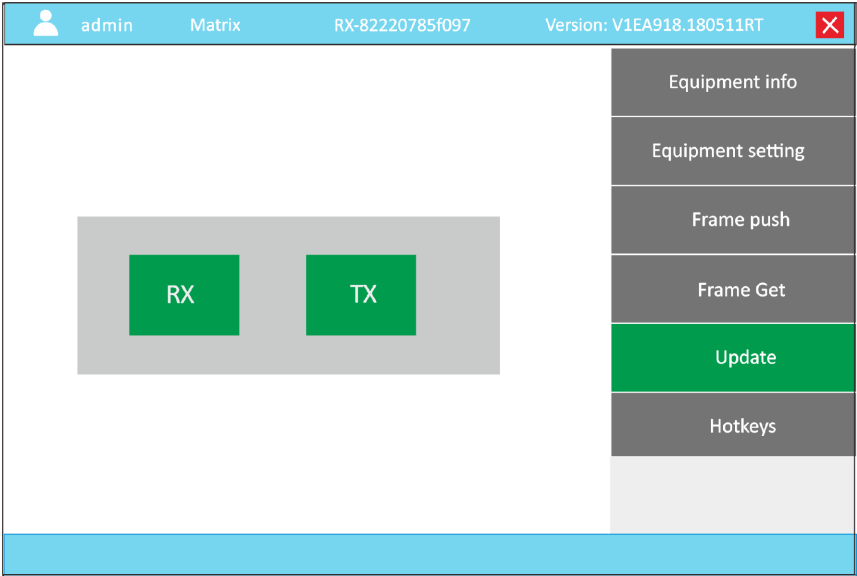 admin Matrix RX-82220785f097 Version: V1EA918.180511RT
Equipment info
Equipment setting
Frame push
RX TX
Frame Get
Update
Hotkeys